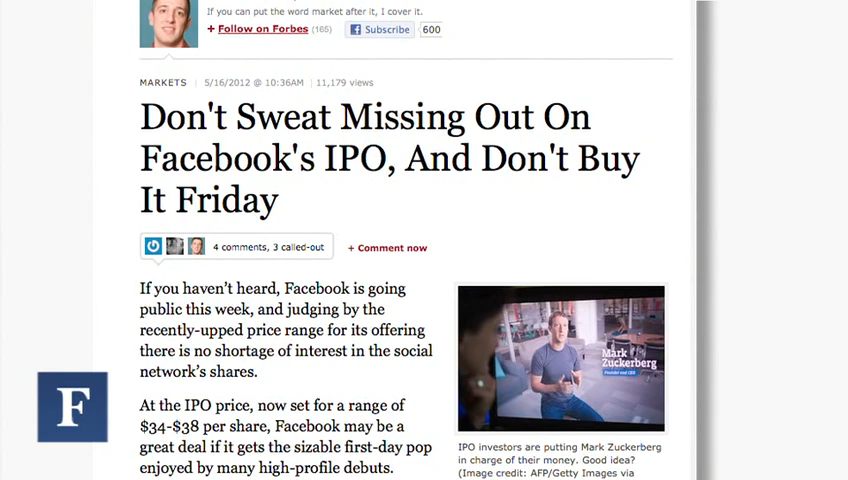 If you can put the word market after it, I cover it.
+ Follow on Forbes (165) Subscribe 600
MARKETS 5/16/2012 @ 10:36AM 11,179 views
Don't Sweat Missing Out On
Facebook's IPO, And Don't Buy
It Friday
4 comments, 3 called-out + Comment now
If you haven't heard, Facebook is going
public this week, and judging by the
recently-upped price range for its offering
there is no shortage of interest in the social
network's shares.
At the IPO price, now set for a range of
$34-$38 per share, Facebook may be a
great deal if it gets the sizable first-day pop
enjoyed by many high-profile debuts.
Mark
Zuckerberg
Founder and CEO
IPO investors are putting Mark Zuckerberg
in charge of their money. Good idea?
(Image credit: AFP/Getty Images via
F